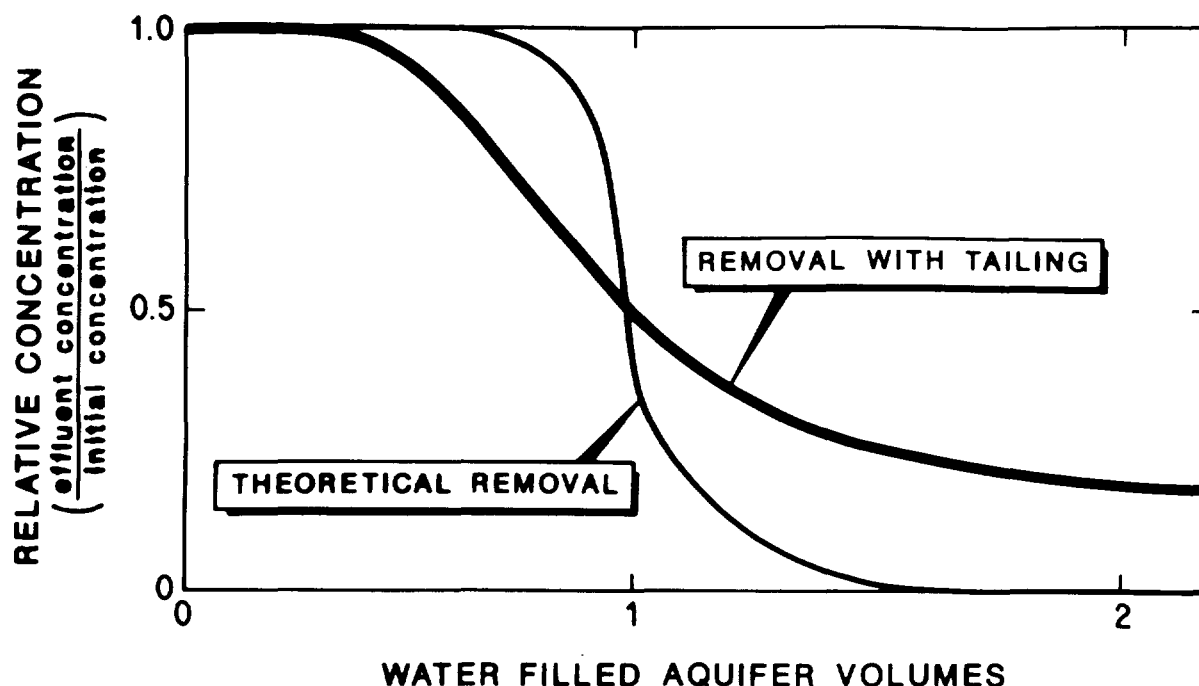 1.0
0.5
0
RELATIVE CONCENTRATION
(effluent concentration
initial concentration)
REMOVAL WITH TAILING
THEORETICAL REMOVAL
0
1
2
WATER FILLED AQUIFER VOLUMES